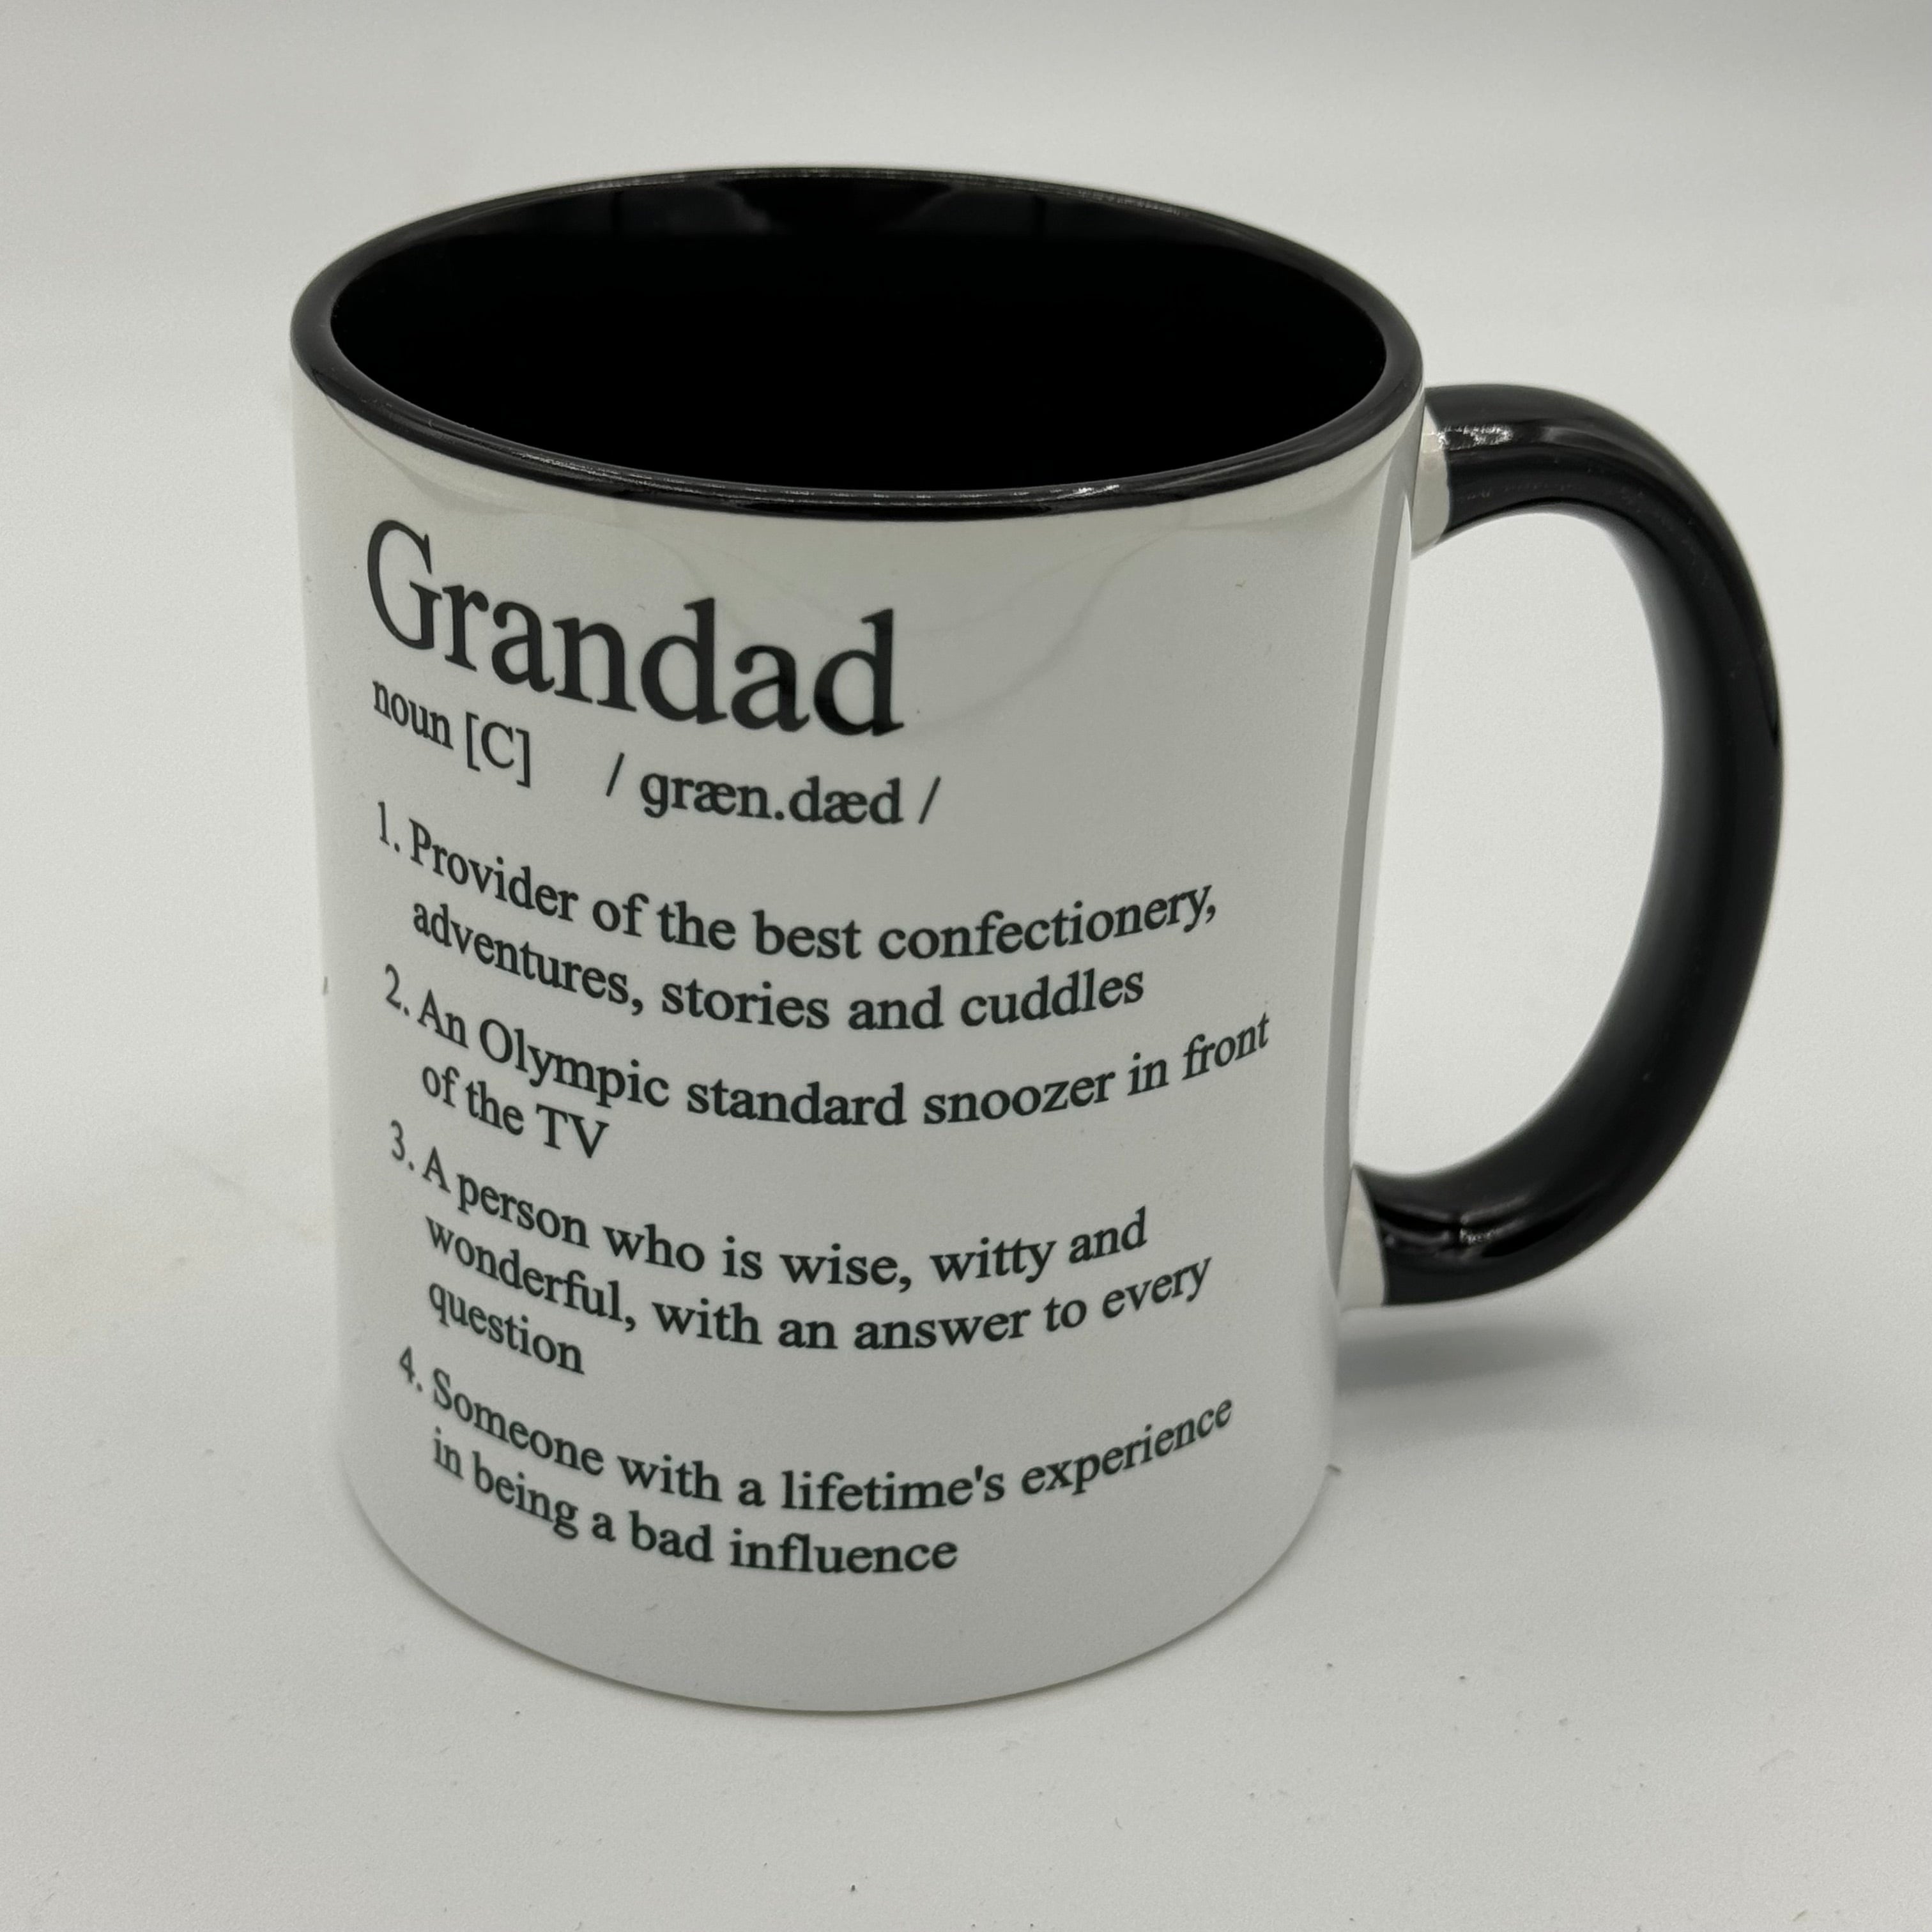 Grandad
noun [C] / græn.dæd /
1. Provider of the best confectionery,
adventures, stories and cuddles
2. An Olympic standard snoozer in front
of the TV
3. A person who is wise, witty and
wonderful, with an answer to every
question
4. Someone with a lifetime's experience
in being a bad influence